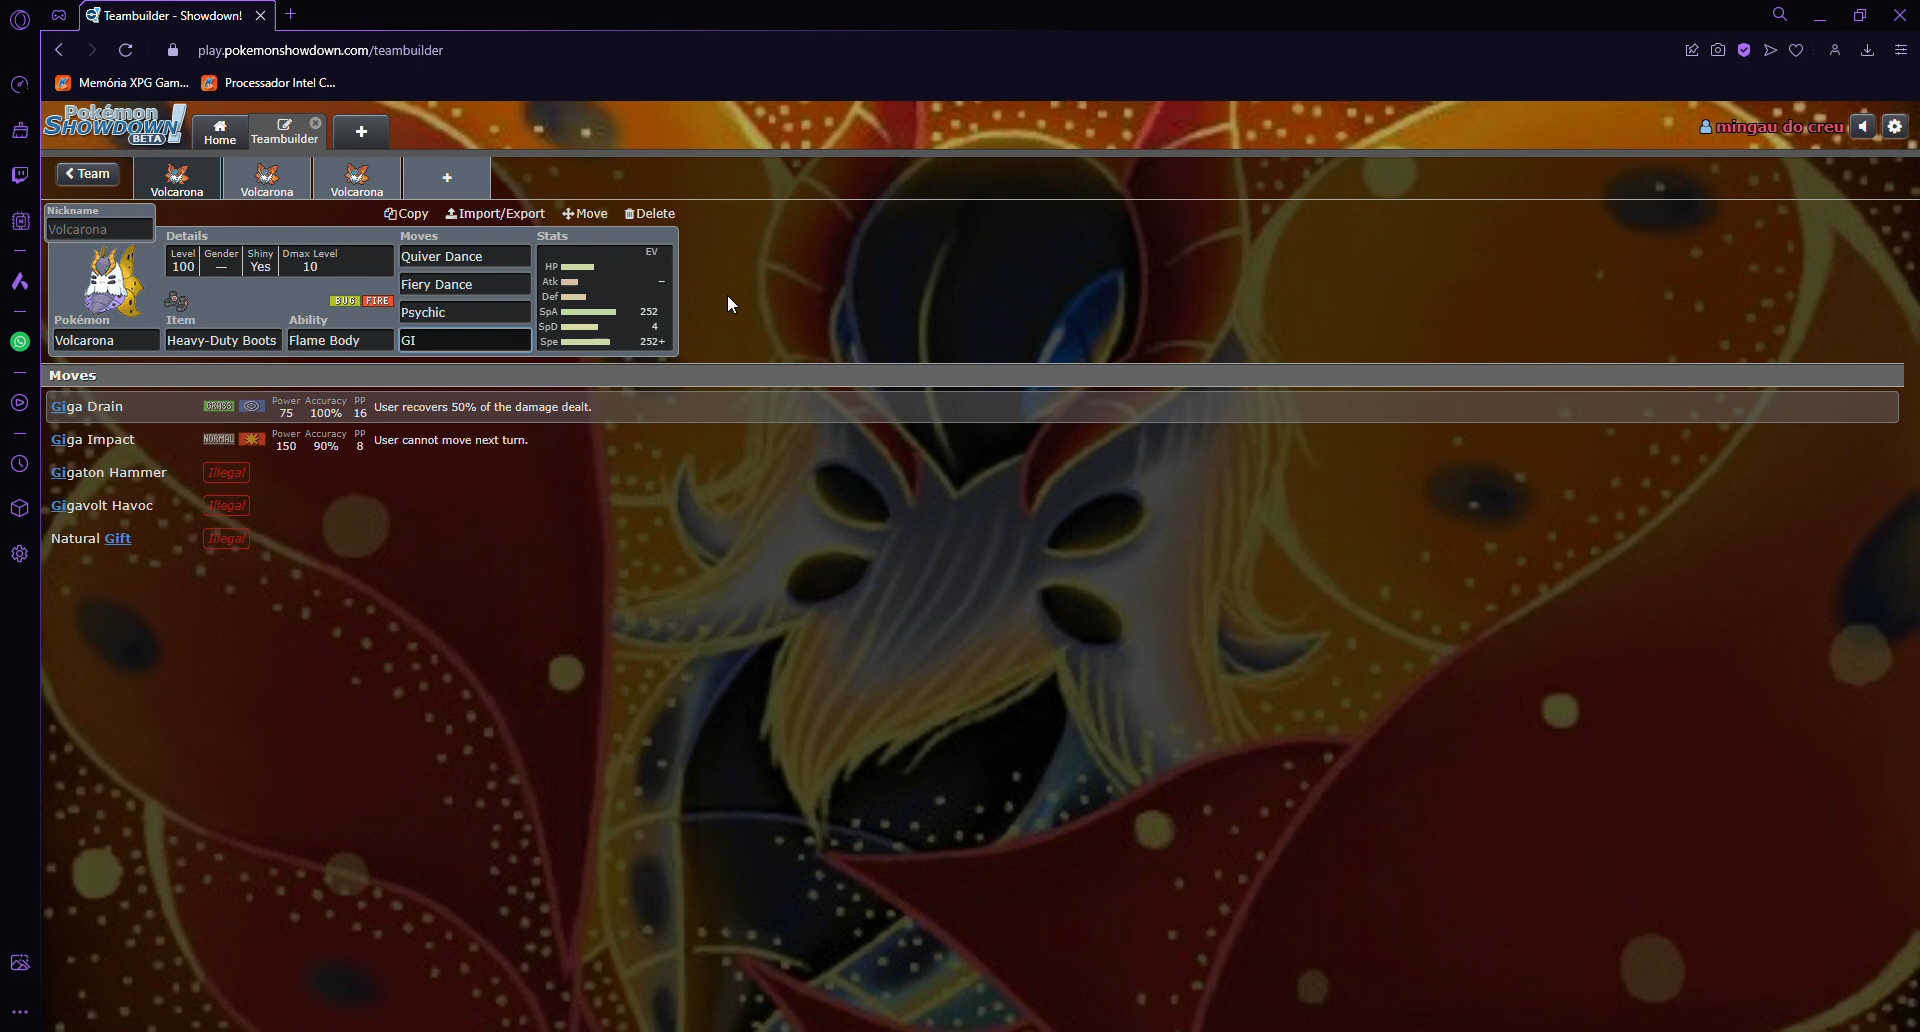 Teambuilder - Showdown!
play.pokemonshowdown.com/teambuilder
Memória XPG Gam... Processador Intel C...
Pokémon
SHOWDOWN!
BETA
Home Teambuilder
mingau do creu
Team
Volcarona Volcarona Volcarona
Nickname
Volcarona
Copy Import/Export Move Delete
Details Moves Stats
Level Gender Shiny Dmax Level
100 — Yes 10
Quiver Dance
Fiery Dance
Psychic
GI
EV
HP
Atk –
Def
SpA 252
SpD 4
Spe 252+
BUG FIRE
Pokémon Item Ability
Volcarona Heavy-Duty Boots Flame Body
Moves
Giga Drain GRASS Power 75 Accuracy 100% PP 16 User recovers 50% of the damage dealt.
Giga Impact NORMAL Power 150 Accuracy 90% PP 8 User cannot move next turn.
Gigaton Hammer Illegal
Gigavolt Havoc Illegal
Natural Gift Illegal